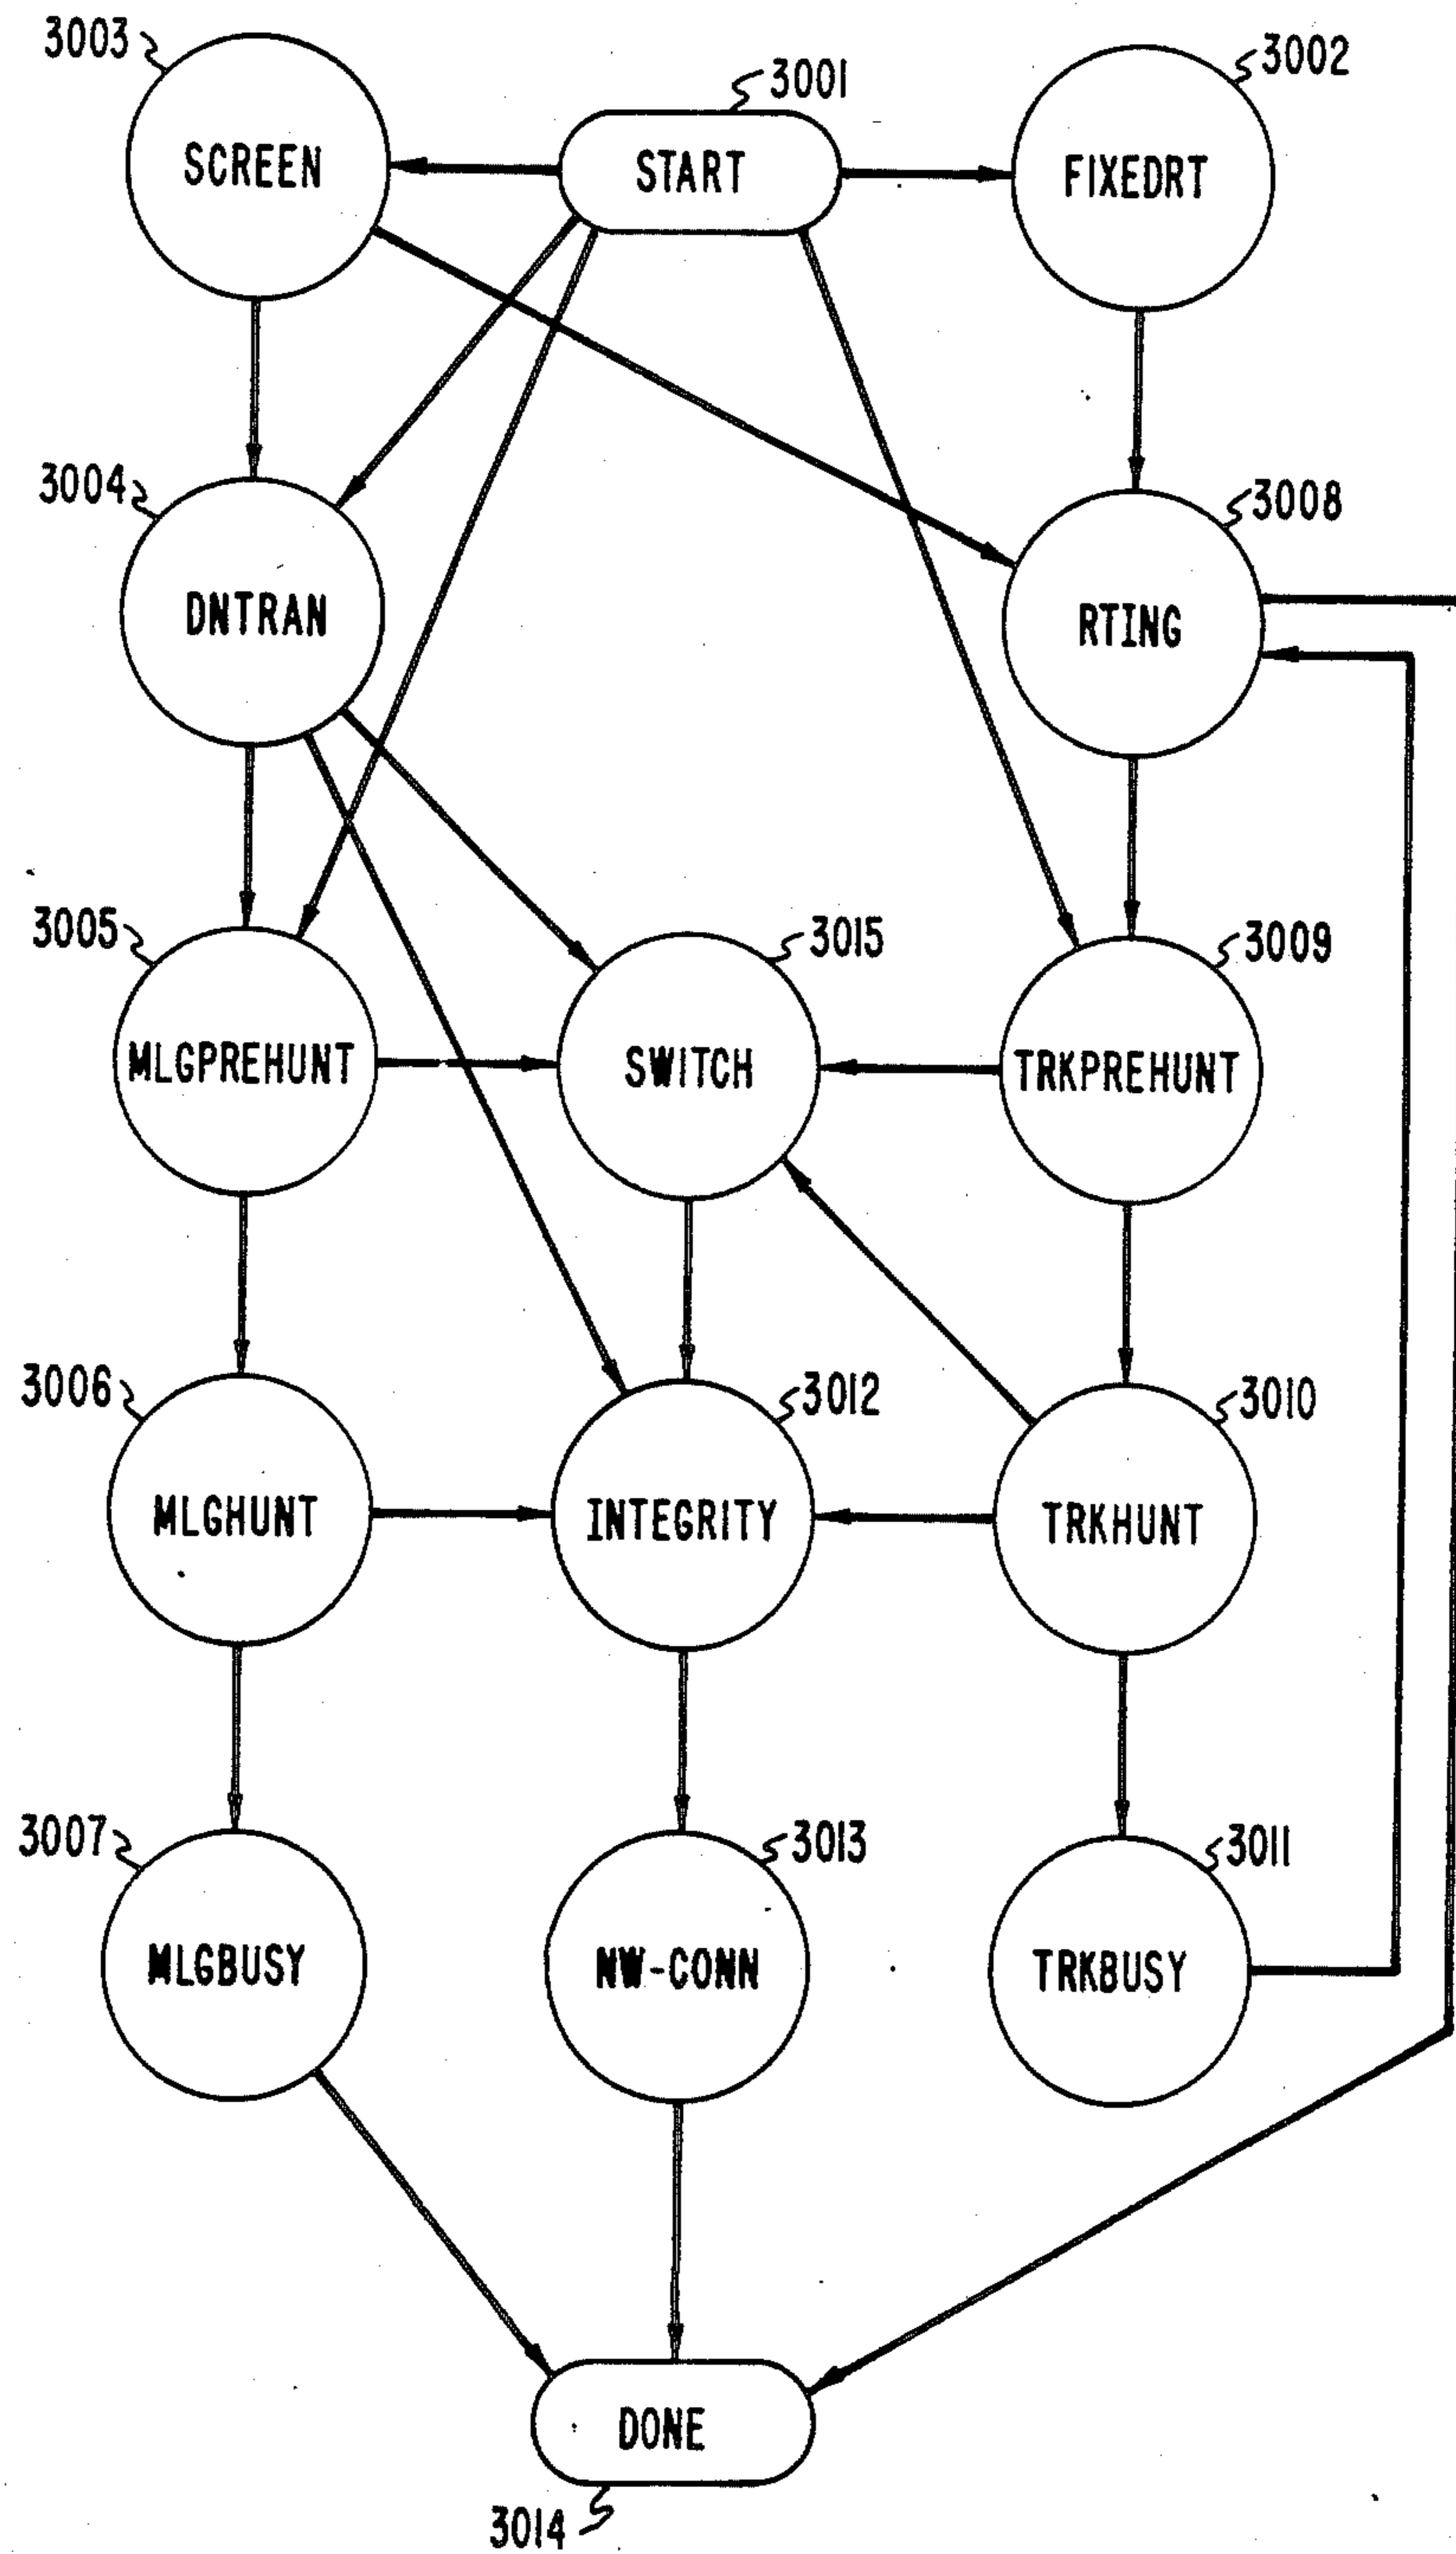 3003
3001
3002
SCREEN
START
FIXEDRT
3004
3008
DNTRAN
RTING
3005
3015
3009
MLGPREHUNT
SWITCH
TRKPREHUNT
3006
3012
3010
MLGHUNT
INTEGRITY
TRKHUNT
3007
3013
3011
MLGBUSY
NW-CONN
TRKBUSY
DONE
3014